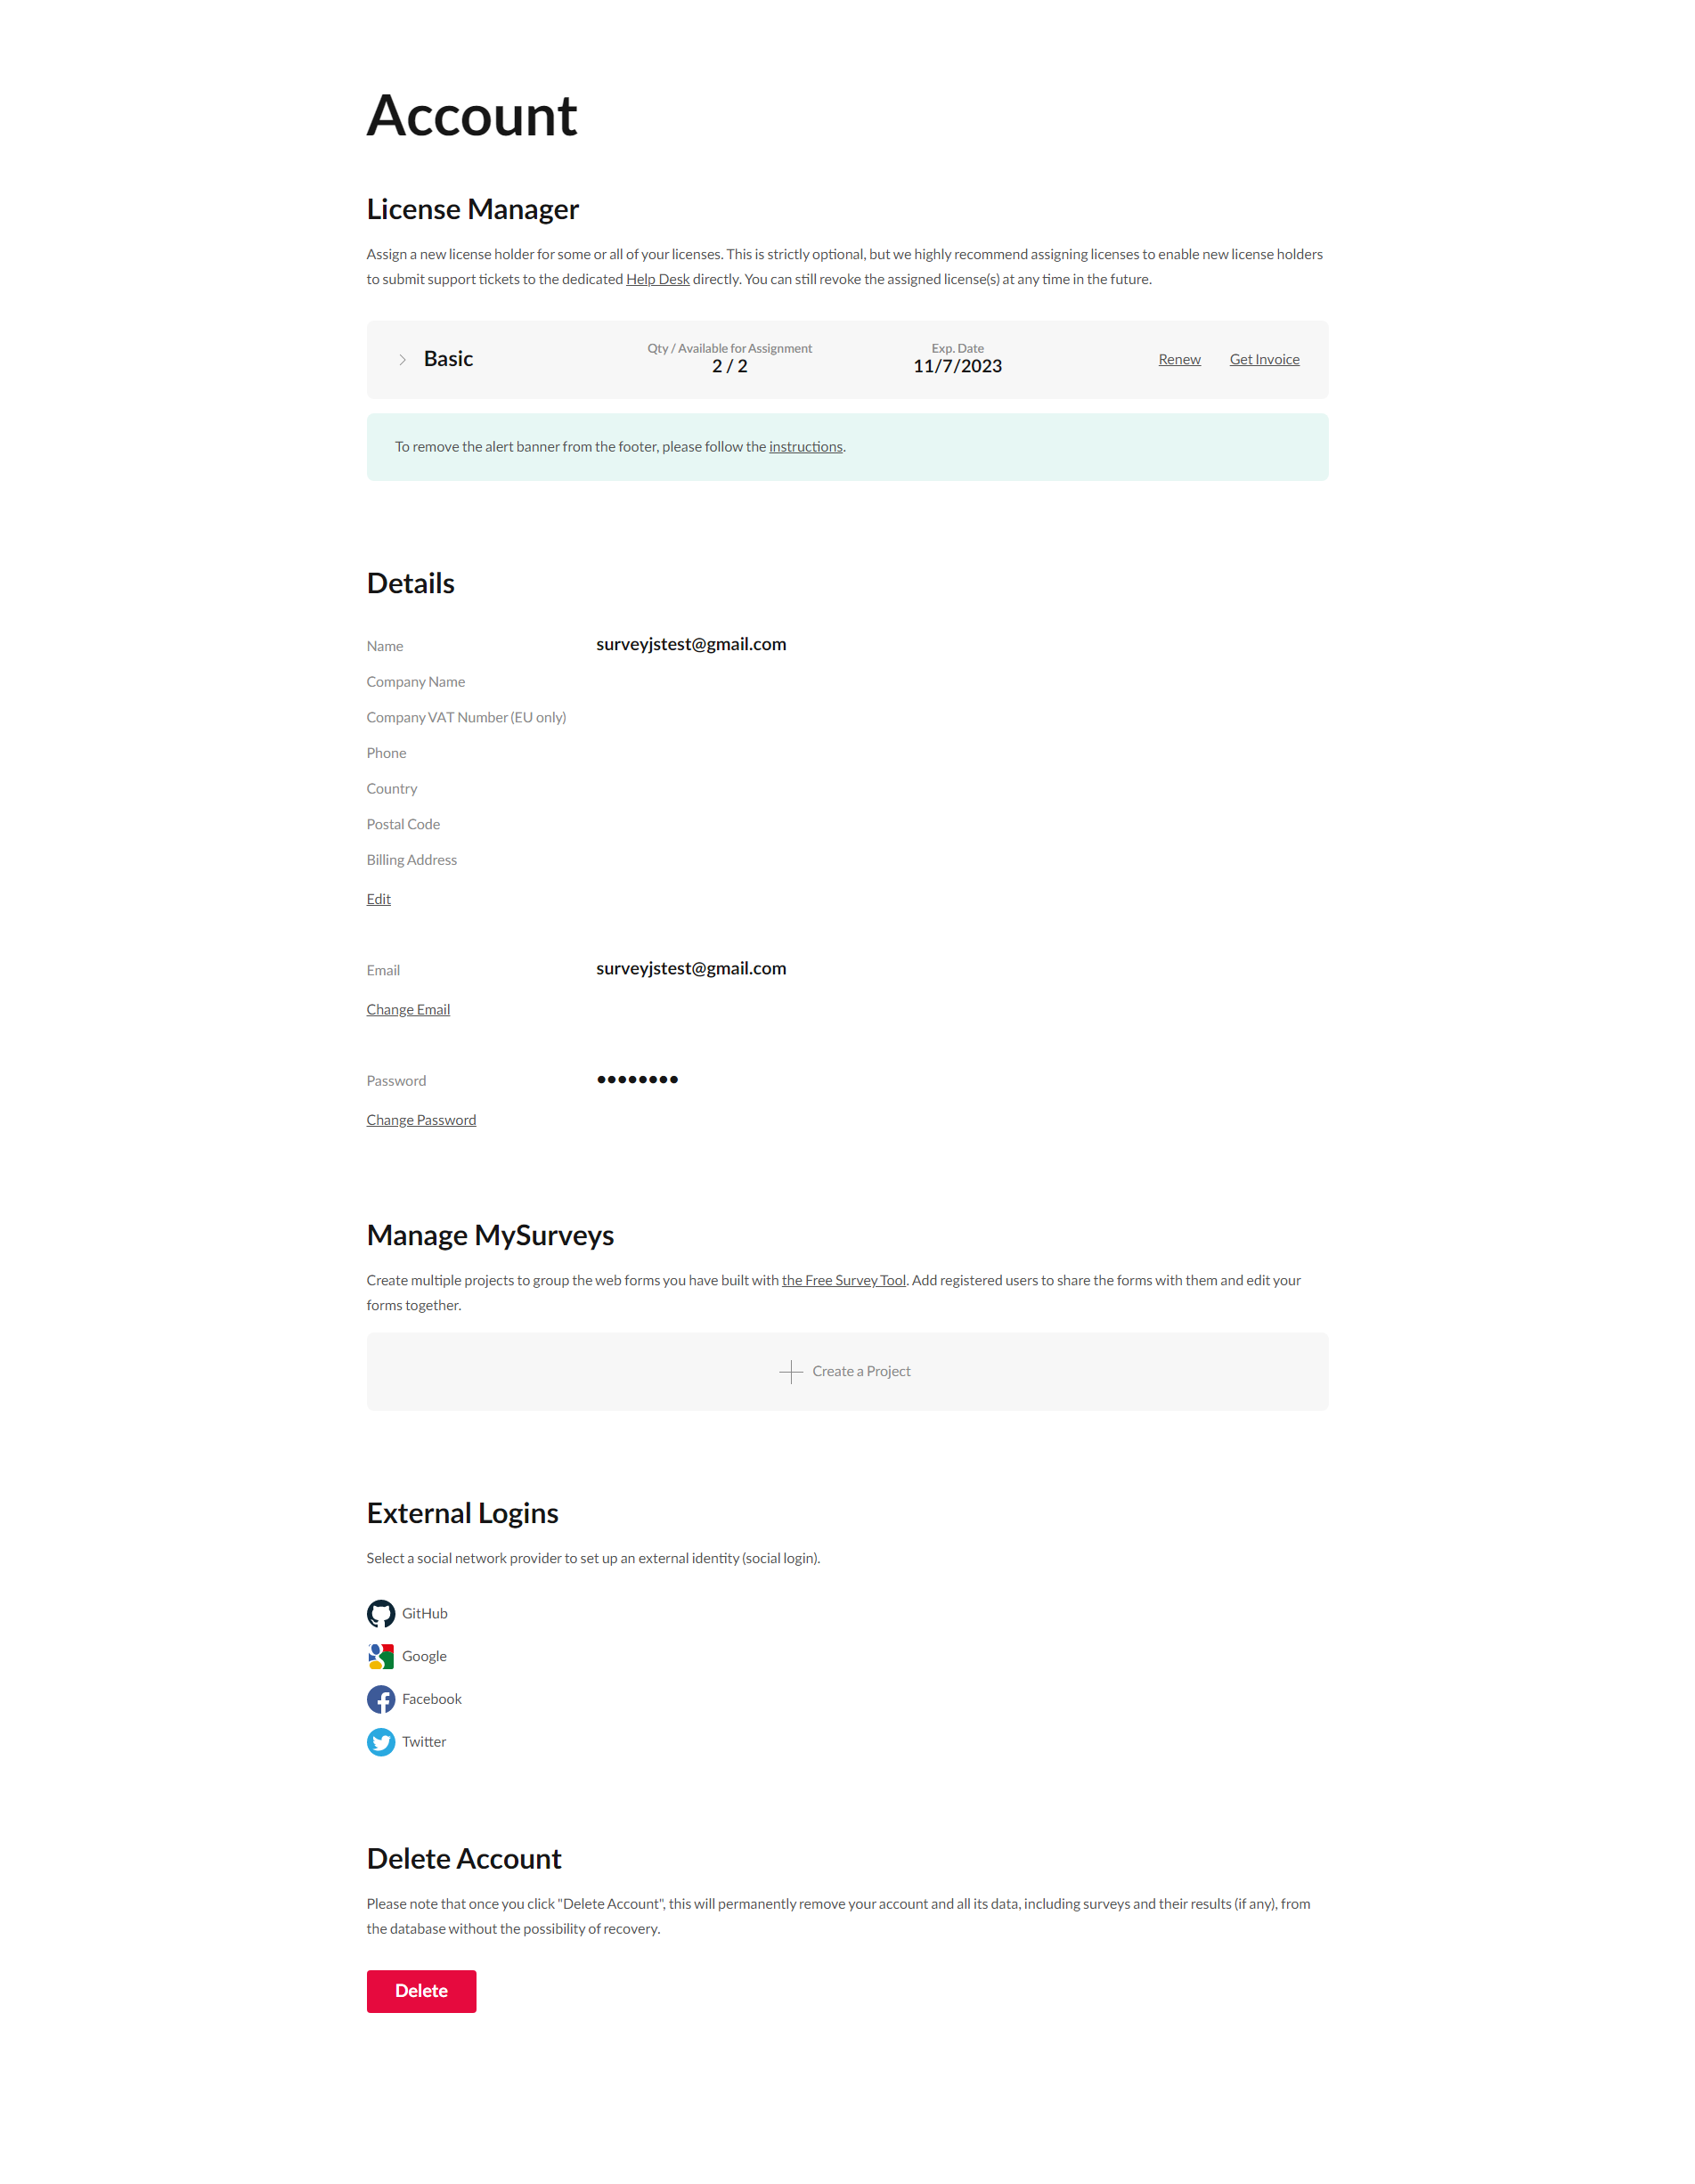 Account
License Manager
Assign a new license holder for some or all of your licenses. This is strictly optional, but we highly recommend assigning licenses to enable new license holders
to submit support tickets to the dedicated Help Desk directly. You can still revoke the assigned license(s) at any time in the future.
Basic
Qty / Available for Assignment
2 / 2
Exp. Date
11/7/2023
Renew
Get Invoice
To remove the alert banner from the footer, please follow the instructions.
Details
Name surveyjstest@gmail.com
Company Name
Company VAT Number (EU only)
Phone
Country
Postal Code
Billing Address
Edit
Email surveyjstest@gmail.com
Change Email
Password ●●●●●●●●
Change Password
Manage MySurveys
Create multiple projects to group the web forms you have built with the Free Survey Tool. Add registered users to share the forms with them and edit your
forms together.
Create a Project
External Logins
Select a social network provider to set up an external identity (social login).
GitHub
Google
Facebook
Twitter
Delete Account
Please note that once you click "Delete Account", this will permanently remove your account and all its data, including surveys and their results (if any), from
the database without the possibility of recovery.
Delete